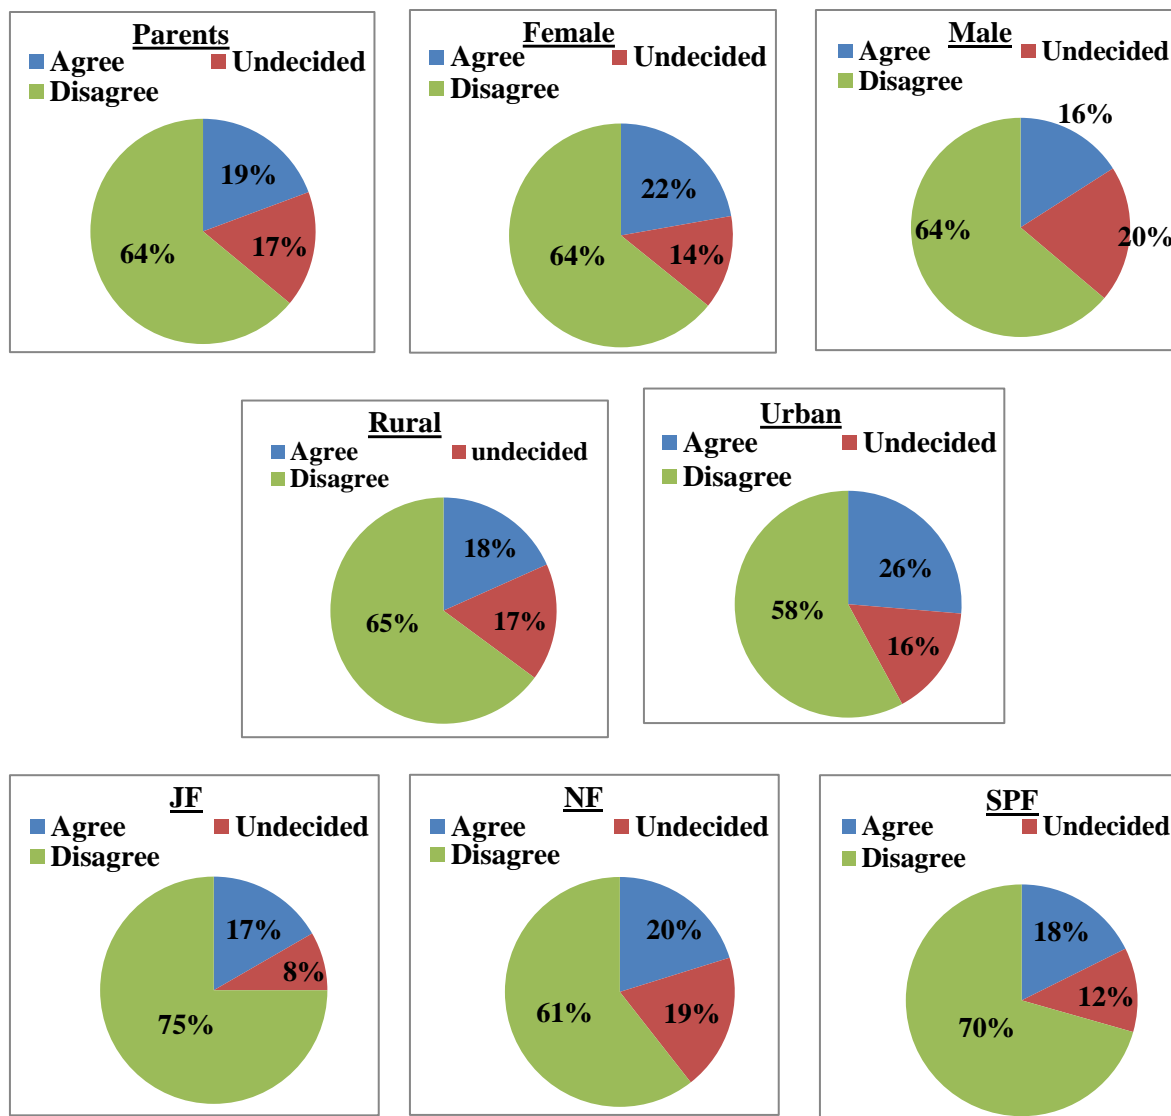 Parents
Agree Undecided
Disagree
19%
17%
64%
Female
Agree Undecided
Disagree
22%
14%
64%
Male
Agree Undecided
Disagree
16%
20%
64%
Rural
Agree undecided
Disagree
18%
17%
65%
Urban
Agree Undecided
Disagree
26%
16%
58%
JF
Agree Undecided
Disagree
17%
8%
75%
NF
Agree Undecided
Disagree
20%
19%
61%
SPF
Agree Undecided
Disagree
18%
12%
70%